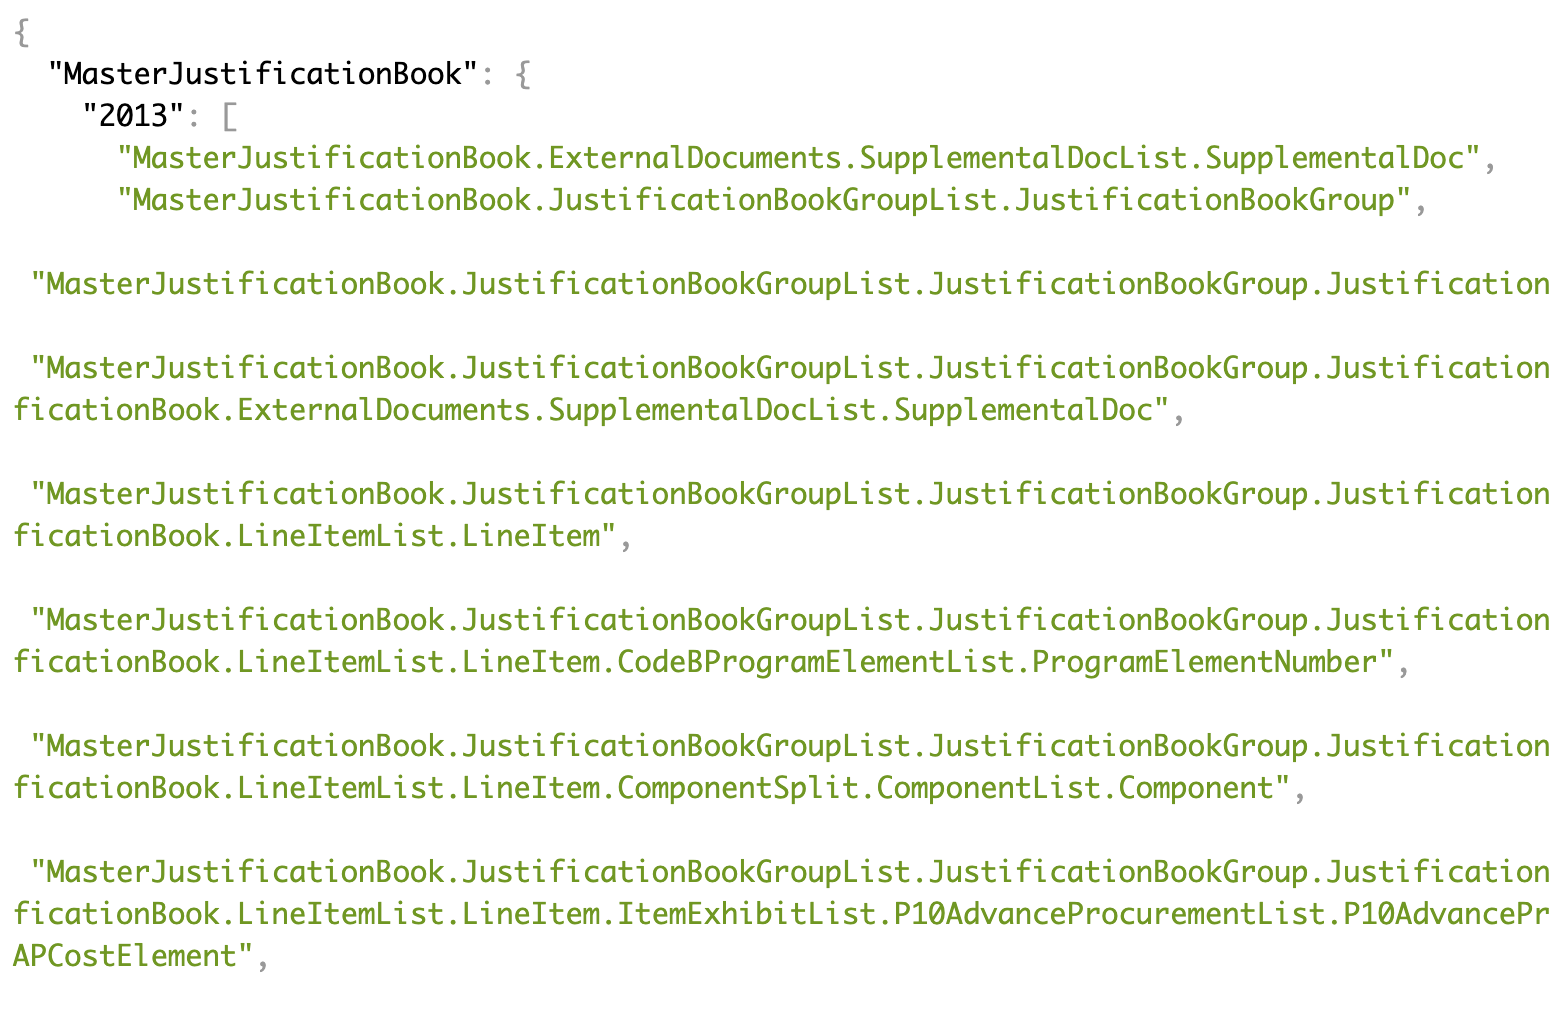 {
"MasterJustificationBook": {
"2013": [
"MasterJustificationBook.ExternalDocuments.SupplementalDocList.SupplementalDoc",
"MasterJustificationBook.JustificationBookGroupList.JustificationBookGroup",
"MasterJustificationBook.JustificationBookGroupList.JustificationBookGroup.Justification
"MasterJustificationBook.JustificationBookGroupList.JustificationBookGroup.Justification
ficationBook.ExternalDocuments.SupplementalDocList.SupplementalDoc",
"MasterJustificationBook.JustificationBookGroupList.JustificationBookGroup.Justification
ficationBook.LineItemList.LineItem",
"MasterJustificationBook.JustificationBookGroupList.JustificationBookGroup.Justification
ficationBook.LineItemList.LineItem.CodeBProgramElementList.ProgramElementNumber",
"MasterJustificationBook.JustificationBookGroupList.JustificationBookGroup.Justification
ficationBook.LineItemList.LineItem.ComponentSplit.ComponentList.Component",
"MasterJustificationBook.JustificationBookGroupList.JustificationBookGroup.Justification
ficationBook.LineItemList.LineItem.ItemExhibitList.P10AdvanceProcurementList.P10AdvancePr
APCostElement",